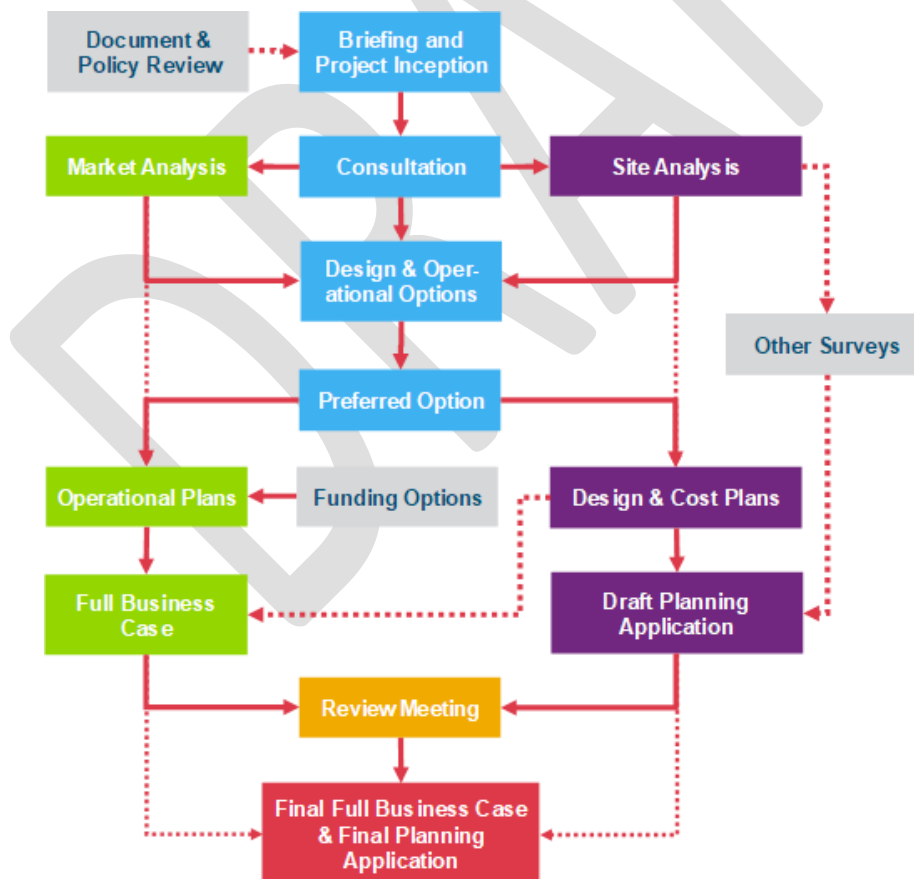 Document &
Policy Review
Briefing and
Project Inception
Market Analysis
Consultation
Site Analysis
Design & Oper-
ational Options
Other Surveys
Preferred Option
Operational Plans
Funding Options
Design & Cost Plans
Full Business
Case
Draft Planning
Application
Review Meeting
Final Full Business Case
& Final Planning
Application
DRA